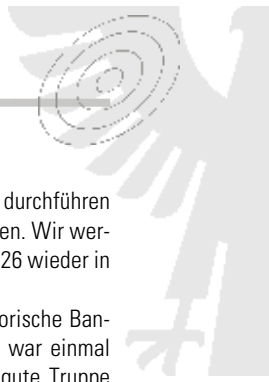 durchführen
en. Wir wer-
26 wieder in
orische Ban-
war einmal
gute Truppe